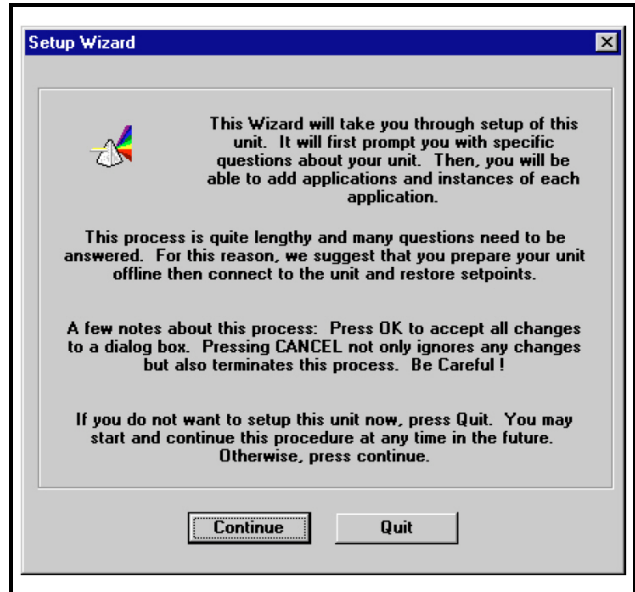 Setup Wizard
This Wizard will take you through setup of this
unit.  It will first prompt you with specific
questions about your unit.  Then, you will be
able to add applications and instances of each
application.
This process is quite lengthy and many questions need to be
answered.  For this reason, we suggest that you prepare your unit
offline then connect to the unit and restore setpoints.
A few notes about this process:  Press OK to accept all changes
to a dialog box.  Pressing CANCEL not only ignores any changes
but also terminates this process.  Be Careful !
If you do not want to setup this unit now, press Quit.  You may
start and continue this procedure at any time in the future.
Otherwise, press continue.
Continue
Quit